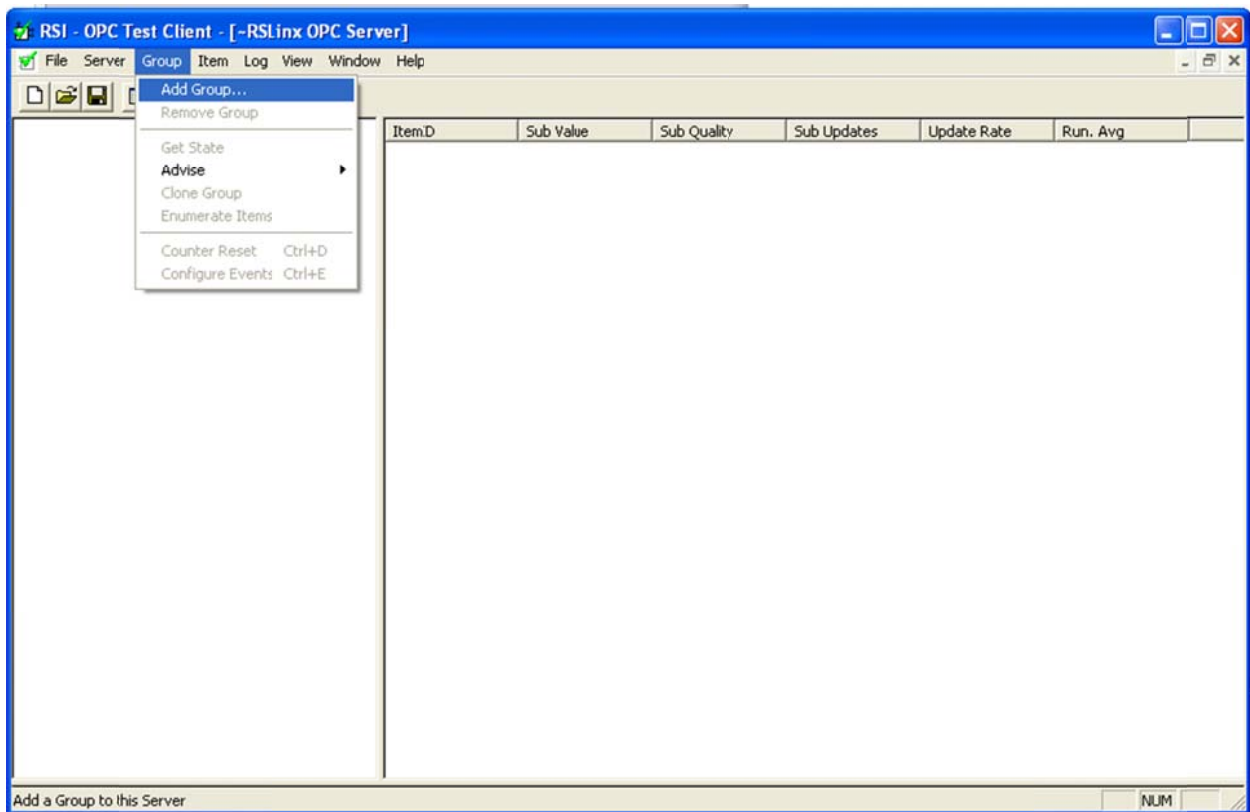 RSI - OPC Test Client - [~RSLinx OPC Server]
File Server Group Item Log View Window Help
Add Group...
Remove Group
Get State
Advise
Clone Group
Enumerate Items
Counter Reset Ctrl+D
Configure Events Ctrl+E
ItemID Sub Value Sub Quality Sub Updates Update Rate Run. Avg
Add a Group to this Server NUM